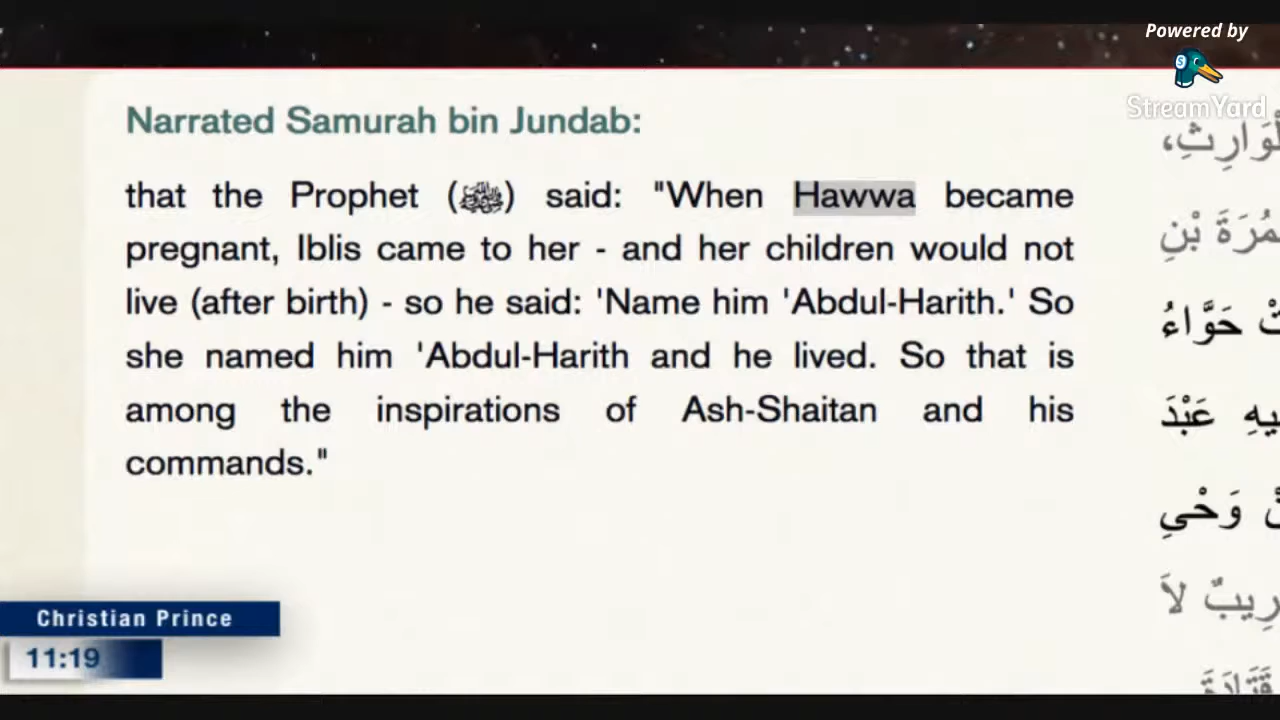 Powered by
StreamYard
Narrated Samurah bin Jundab:
that the Prophet (ﷺ) said: "When Hawwa became
pregnant, Iblis came to her - and her children would not
live (after birth) - so he said: 'Name him 'Abdul-Harith.' So
she named him 'Abdul-Harith and he lived. So that is
among the inspirations of Ash-Shaitan and his
commands."
حَوَّاءُ
عَبْدَ
وَحْىِ
Christian Prince
11:19